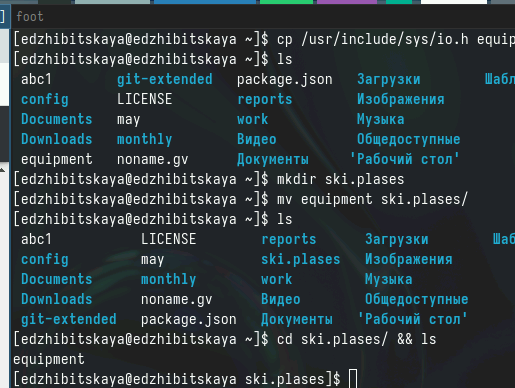 foot
[edzhibitskaya@edzhibitskaya ~]$ cp /usr/include/sys/io.h equip
[edzhibitskaya@edzhibitskaya ~]$ ls
abc1 git-extended package.json Загрузки Шабл
config LICENSE reports Изображения
Documents may work Музыка
Downloads monthly Видео Общедоступные
equipment noname.gv Документы 'Рабочий стол'
[edzhibitskaya@edzhibitskaya ~]$ mkdir ski.plases
[edzhibitskaya@edzhibitskaya ~]$ mv equipment ski.plases/
[edzhibitskaya@edzhibitskaya ~]$ ls
abc1 LICENSE reports Загрузки Шаб
config may ski.plases Изображения
Documents monthly work Музыка
Downloads noname.gv Видео Общедоступные
git-extended package.json Документы 'Рабочий стол'
[edzhibitskaya@edzhibitskaya ~]$ cd ski.plases/ && ls
equipment
[edzhibitskaya@edzhibitskaya ski.plases]$